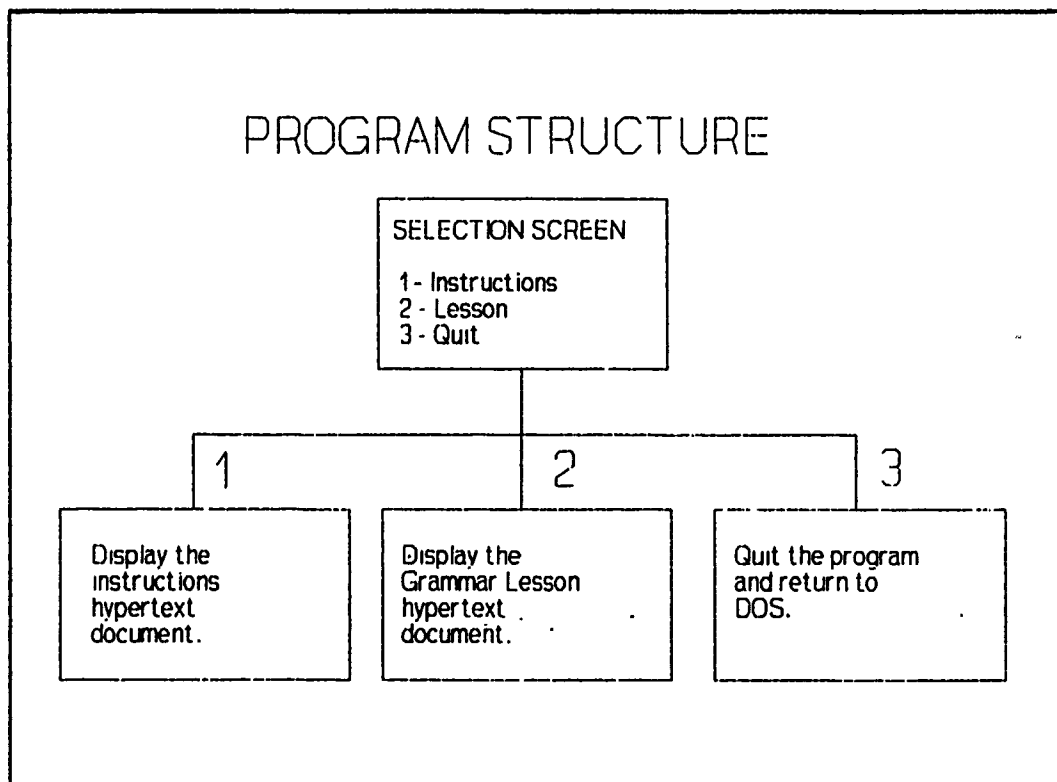 PROGRAM STRUCTURE
SELECTION SCREEN
1 - Instructions
2 - Lesson
3 - Quit
1
2
3
Display the
instructions
hypertext
document.
Display the
Grammar Lesson
hypertext
document.
Quit the program
and return to
DOS.